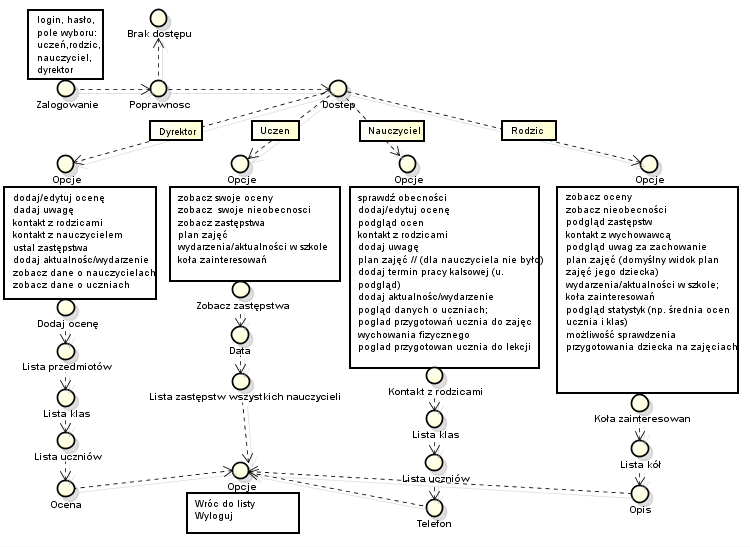 login, hasło,
pole wyboru:
uczeń,rodzic,
nauczyciel,
dyrektor
Brak dostępu
Zalogowanie
Poprawnosc
Dostep
Dyrektor
Uczen
Nauczyciel
Rodzic
Opcje
Opcje
Opcje
Opcje
dodaj/edytuj ocenę
dadaj uwagę
kontakt z rodzicami
kontakt z nauczycielem
ustal zastępstwa
dodaj aktualnośc/wydarzenie
zobacz dane o nauczycielach
zobacz dane o uczniach
Dodaj ocenę
Lista przedmiotów
Lista klas
Lista uczniów
Ocena
zobacz swoje oceny
zobacz swoje nieobecnosci
zobacz zastępstwa
plan zajęć
wydarzenia/aktualności w szkole
koła zainteresowań
Zobacz zastępstwa
Data
Lista zastępstw wszystkich nauczycieli
Opcje
Wróc do listy
Wyloguj
sprawdź obecności
dodaj/edytuj ocenę
podgląd ocen
kontakt z rodzicami
dodaj uwagę
plan zajęć // (dla nauczyciela nie było)
dodaj termin pracy kalsowej (u.
podgląd)
dodaj aktualnośc/wydarzenie
pogląd danych o uczniach;
poglad przygotowań ucznia do zajęc
wychowania fizycznego
poglad przygotowan ucznia do lekcji
Kontakt z rodzicami
Lista klas
Lista uczniów
Telefon
zobacz oceny
zobacz nieobecności
podgląd zastępstw
kontakt z wychowawcą
podgląd uwag za zachowanie
plan zajęć (domyślny widok plan
zajęć jego dziecka)
wydarzenia/aktualności w szkole;
koła zainteresowań
podgląd statystyk (np. średnia ocen
ucznia i klas)
możliwość sprawdzenia
przygotowania dziecka na zajęciach
Koła zainteresowan
Lista kół
Opis